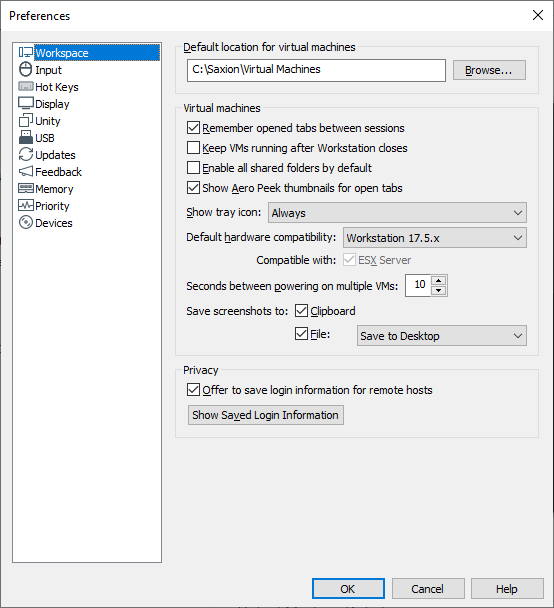 Preferences
Workspace
Input
Hot Keys
Display
Unity
USB
Updates
Feedback
Memory
Priority
Devices
Default location for virtual machines
C:\Saxion\Virtual Machines
Browse...
Virtual machines
Remember opened tabs between sessions
Keep VMs running after Workstation closes
Enable all shared folders by default
Show Aero Peek thumbnails for open tabs
Show tray icon: Always
Default hardware compatibility: Workstation 17.5.x
Compatible with: ESX Server
Seconds between powering on multiple VMs: 10
Save screenshots to: Clipboard
File: Save to Desktop
Privacy
Offer to save login information for remote hosts
Show Saved Login Information
OK Cancel Help